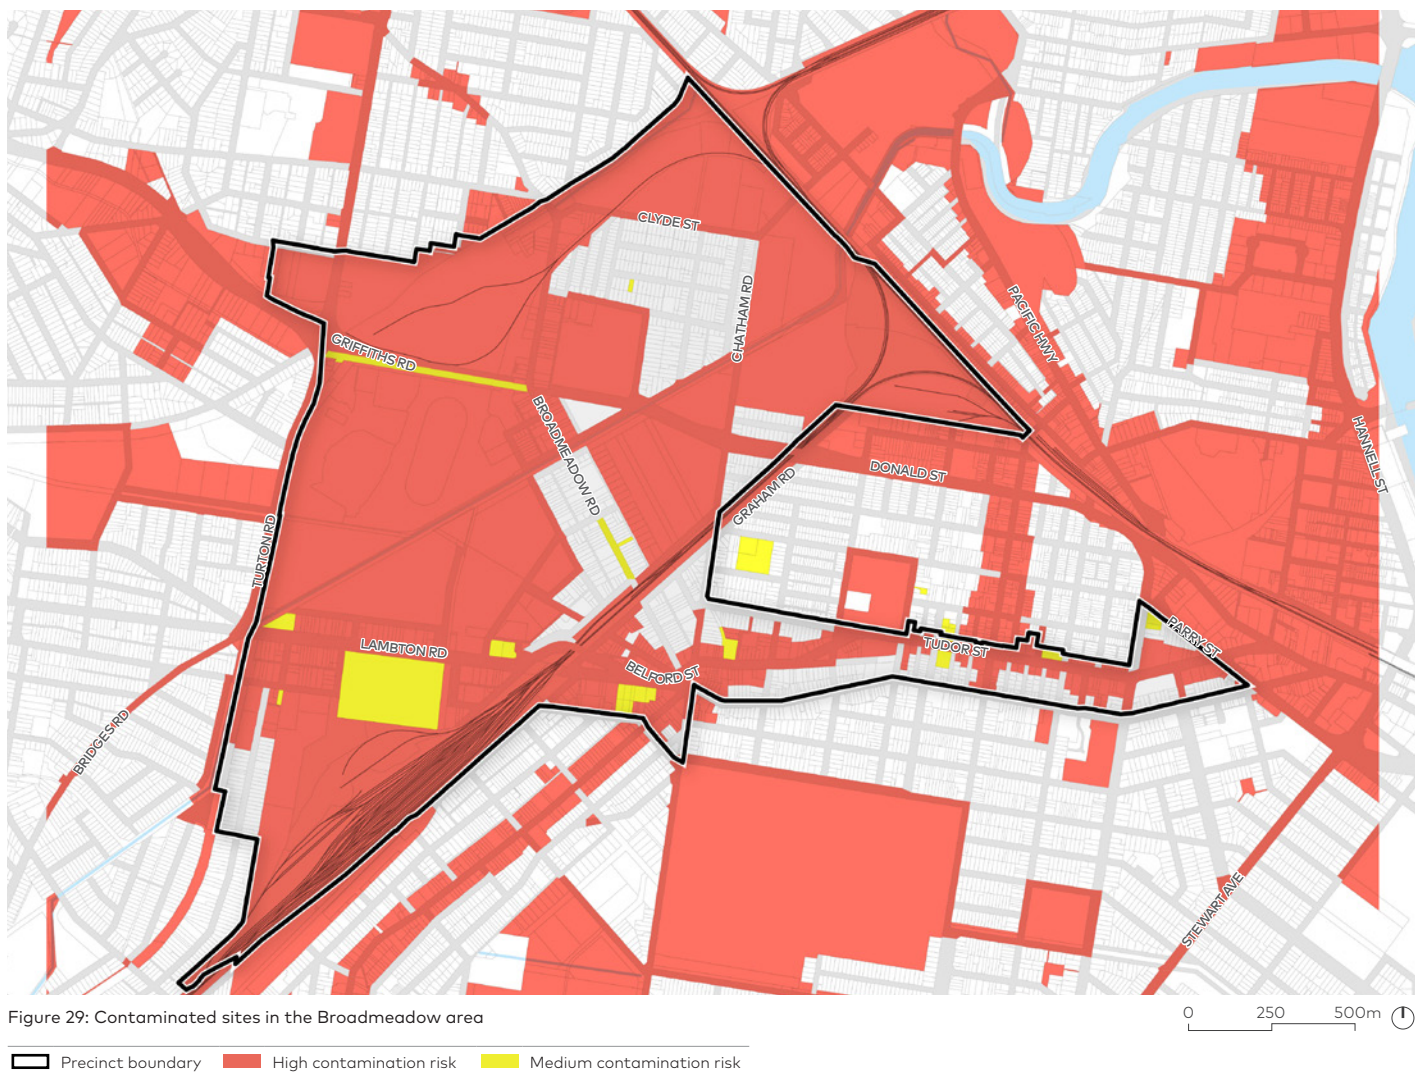 CLYDE ST
CHATHAM RD
PACIFIC HWY
GRIFFITHS RD
BROADMEADOW RD
HANNELL ST
DONALD ST
GRAHAM RD
TURTON RD
LAMBTON RD
BELFORD ST
TUDOR ST
PARRY ST
BRIDGES RD
STEWART AVE
Figure 29: Contaminated sites in the Broadmeadow area
0 250 500m
Precinct boundary High contamination risk Medium contamination risk